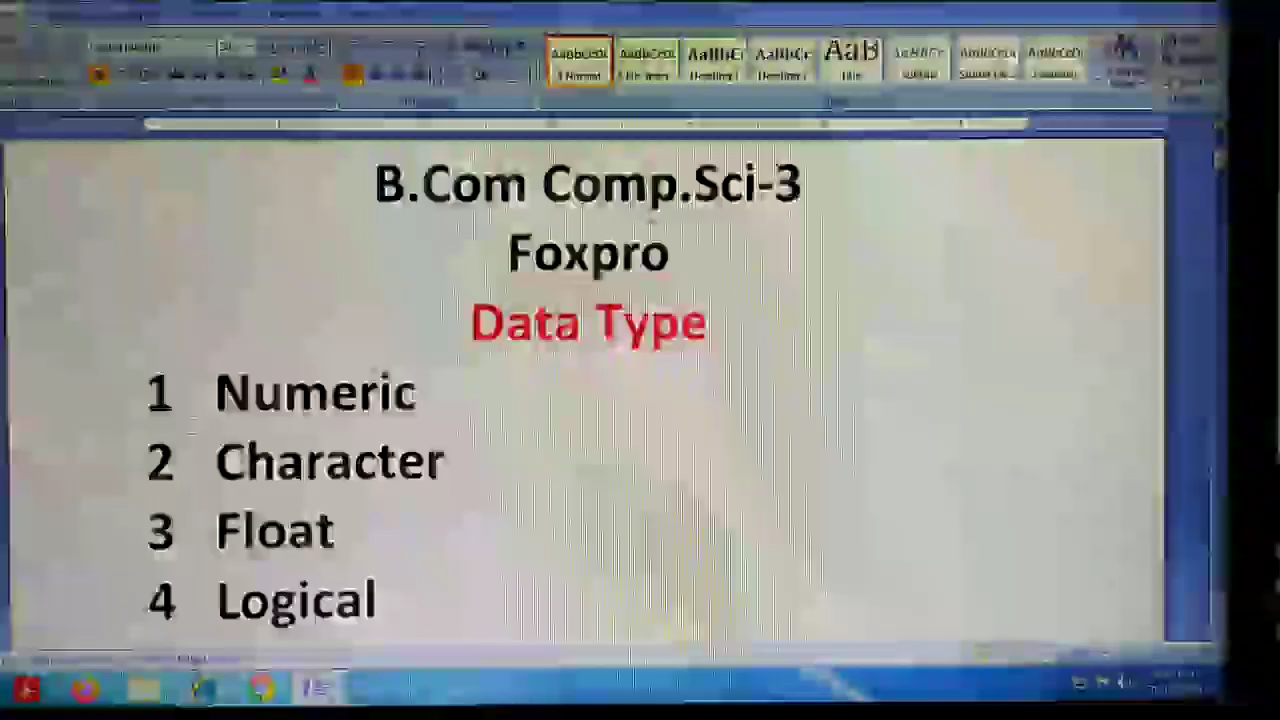 B.Com Comp.Sci-3
Foxpro
Data Type
1 Numeric
2 Character
3 Float
4 Logical